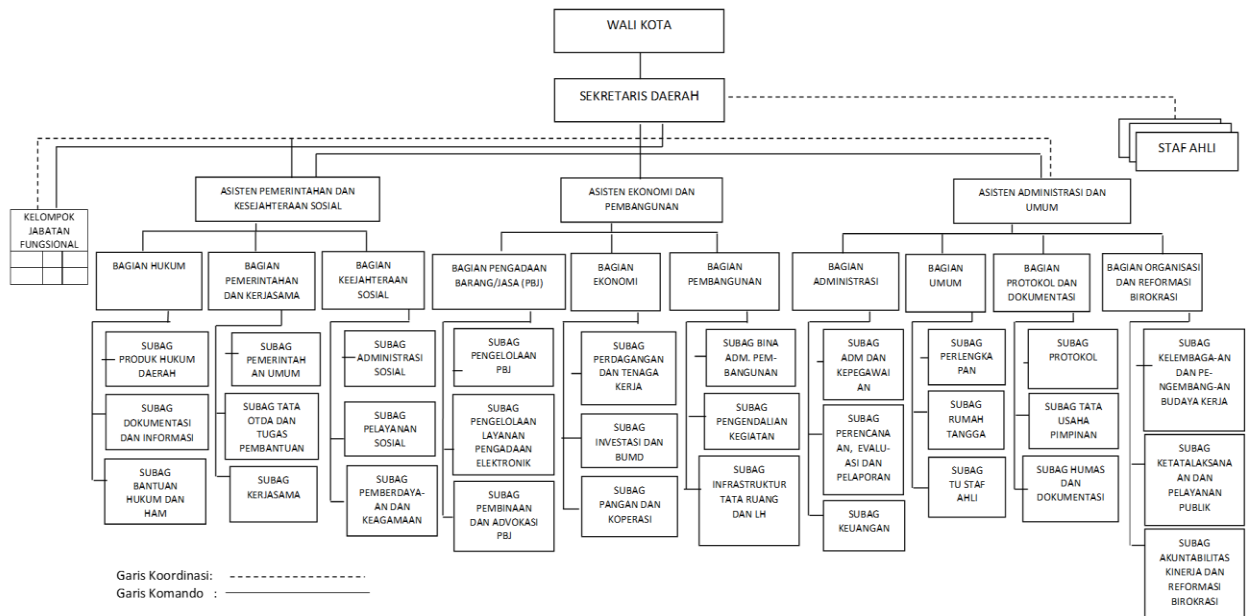 WALI KOTA
SEKRETARIS DAERAH
STAF AHLI
ASISTEN PEMERINTAHAN DAN
KESEJAHTERAAN SOSIAL
ASISTEN EKONOMI DAN
PEMBANGUNAN
ASISTEN ADMINISTRASI DAN
UMUM
KELOMPOK
JABATAN
FUNGSIONAL
BAGIAN HUKUM
BAGIAN
PEMERINTAHAN
DAN KERJASAMA
BAGIAN
KEEJAHTERAAN
SOSIAL
BAGIAN PENGADAAN
BARANG/JASA (PBJ)
BAGIAN
EKONOMI
BAGIAN
PEMBANGUNAN
BAGIAN
ADMINISTRASI
BAGIAN
UMUM
BAGIAN
PROTOKOL DAN
DOKUMENTASI
BAGIAN ORGANISASI
DAN REFORMASI
BIROKRASI
SUBAG
PRODUK HUKUM
DAERAH
SUBAG
DOKUMENTASI
DAN INFORMASI
SUBAG
BANTUAN
HUKUM DAN
HAM
SUBAG
PEMERINTAH
AN UMUM
SUBAG TATA
OTDA DAN
TUGAS
PEMBANTUAN
SUBAG
KERJASAMA
SUBAG
ADMINISTRASI
SOSIAL
SUBAG
PELAYANAN
SOSIAL
SUBAG
PEMBERDAYA-
AN DAN
KEAGAMAAN
SUBAG
PENGELOLAAN
PBJ
SUBAG
PENGELOLAAN
LAYANAN
PENGADAAN
ELEKTRONIK
SUBAG
PEMBINAAN
DAN ADVOKASI
PBJ
SUBAG
PERDAGANGAN
DAN TENAGA
KERJA
SUBAG
INVESTASI DAN
BUMD
SUBAG
PANGAN DAN
KOPERASI
SUBAG BINA
ADM. PEM-
BANGUNAN
SUBAG
PENGENDALIAN
KEGIATAN
SUBAG
INFRASTRUKTUR
TATA RUANG
DAN LH
SUBAG
ADM DAN
KEPEGAWAI
AN
SUBAG
PERENCANA
AN, EVALU-
ASI DAN
PELAPORAN
SUBAG
KEUANGAN
SUBAG
PERLENGKA
PAN
SUBAG
RUMAH
TANGGA
SUBAG
TU STAF
AHLI
SUBAG
PROTOKOL
SUBAG TATA
USAHA
PIMPINAN
SUBAG HUMAS
DAN
DOKUMENTASI
SUBAG
KELEMBAGA-AN
DAN PE-
NGEMBANG-AN
BUDAYA KERJA
SUBAG
KETATALAKSANA
AN DAN
PELAYANAN
PUBLIK
SUBAG
AKUNTABILITAS
KINERJA DAN
REFORMASI
BIROKRASI
Garis Koordinasi:
Garis Komando :